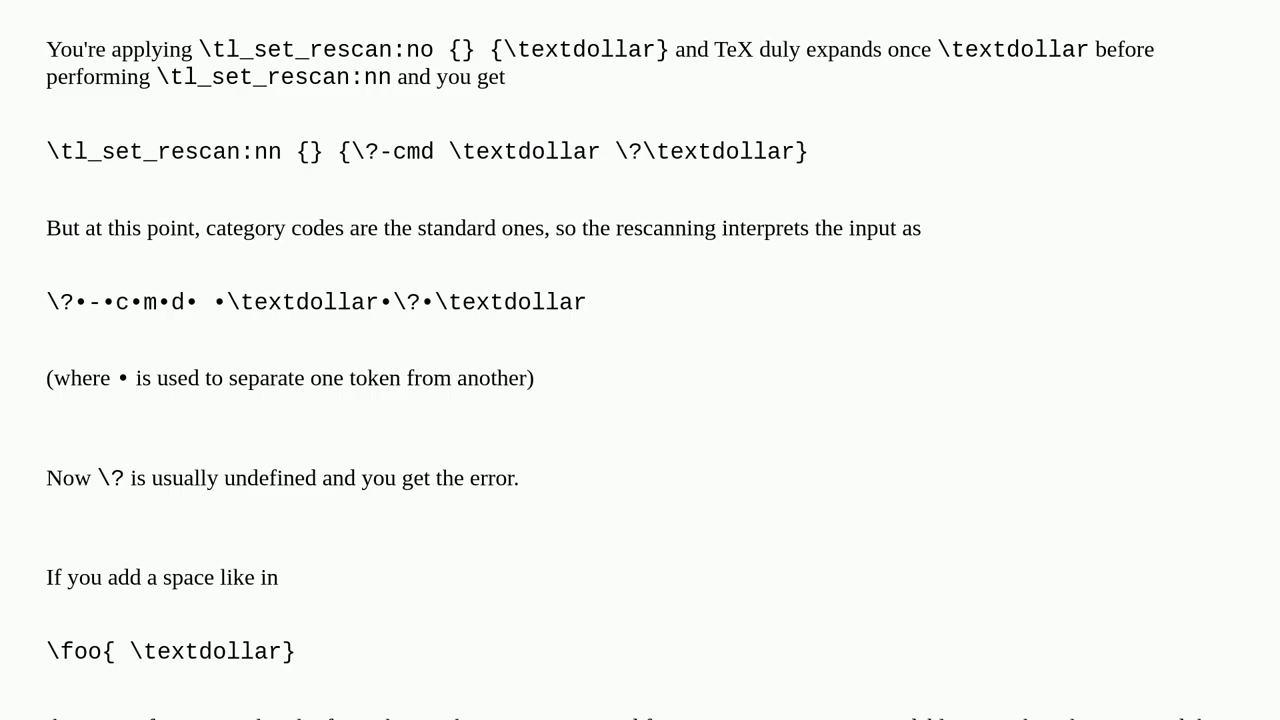 You're applying \tl_set_rescan:no {} {\textdollar} and TeX duly expands once \textdollar before
performing \tl_set_rescan:nn and you get
\tl_set_rescan:nn {} {\?-cmd \textdollar \?\textdollar}
But at this point, category codes are the standard ones, so the rescanning interprets the input as
\?•-•c•m•d• •\textdollar•\?•\textdollar
(where • is used to separate one token from another)
Now \? is usually undefined and you get the error.
If you add a space like in
\foo{ \textdollar}